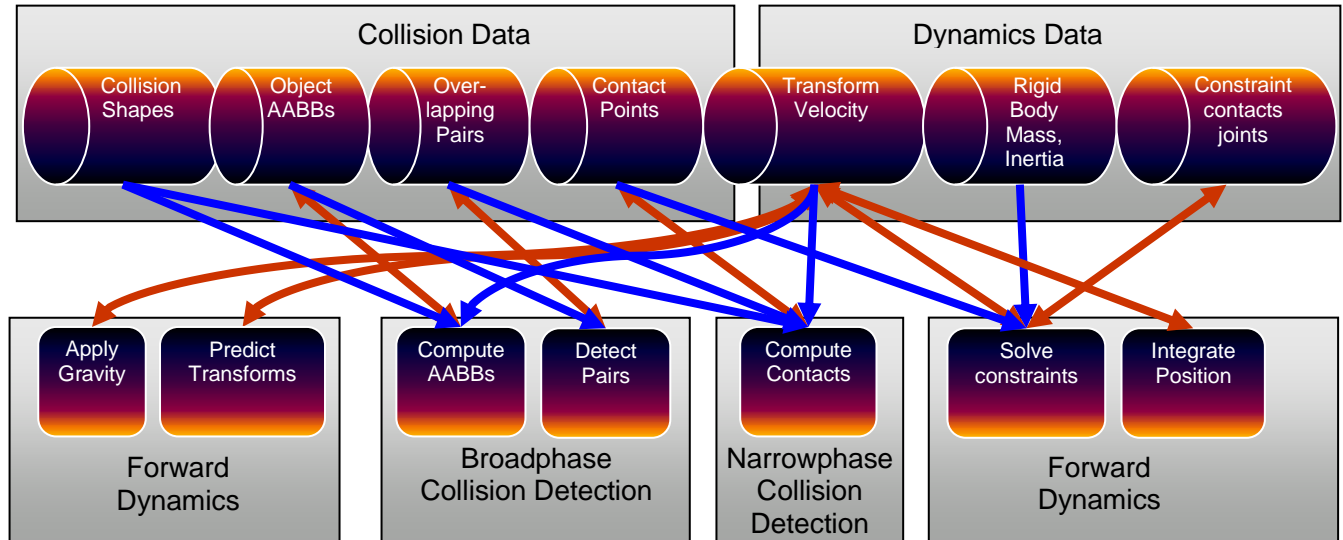 Collision Data
Dynamics Data
Collision
Shapes
Object
AABBs
Over-
lapping
Pairs
Contact
Points
Transform
Velocity
Rigid
Body
Mass,
Inertia
Constraint
contacts
joints
Apply
Gravity
Predict
Transforms
Compute
AABBs
Detect
Pairs
Compute
Contacts
Solve
constraints
Integrate
Position
Forward
Dynamics
Broadphase
Collision Detection
Narrowphase
Collision
Detection
Forward
Dynamics